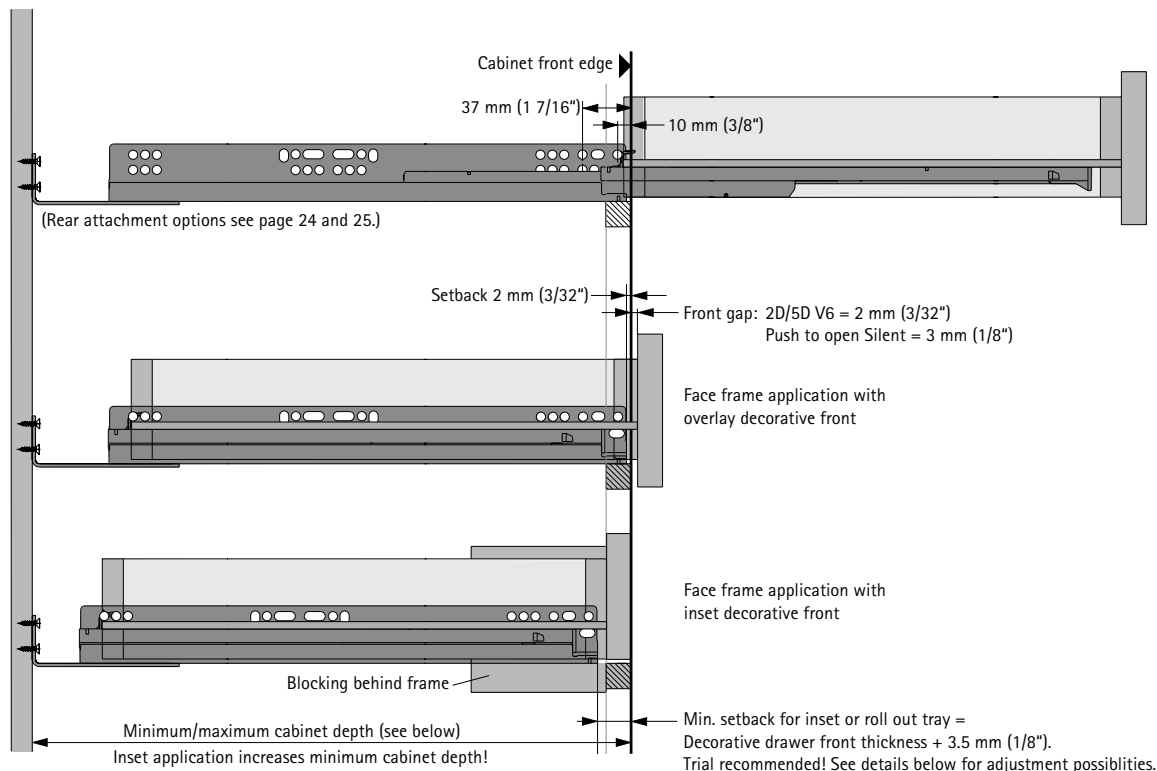 Cabinet front edge
37 mm (1 7/16“)
10 mm (3/8“)
(Rear attachment options see page 24 and 25.)
Setback 2 mm (3/32“)
Front gap: 2D/5D V6 = 2 mm (3/32“)
Push to open Silent = 3 mm (1/8“)
Face frame application with
overlay decorative front
Face frame application with
inset decorative front
Blocking behind frame
Minimum/maximum cabinet depth (see below)
Inset application increases minimum cabinet depth!
Min. setback for inset or roll out tray =
Decorative drawer front thickness + 3.5 mm (1/8“).
Trial recommended! See details below for adjustment possiblities.